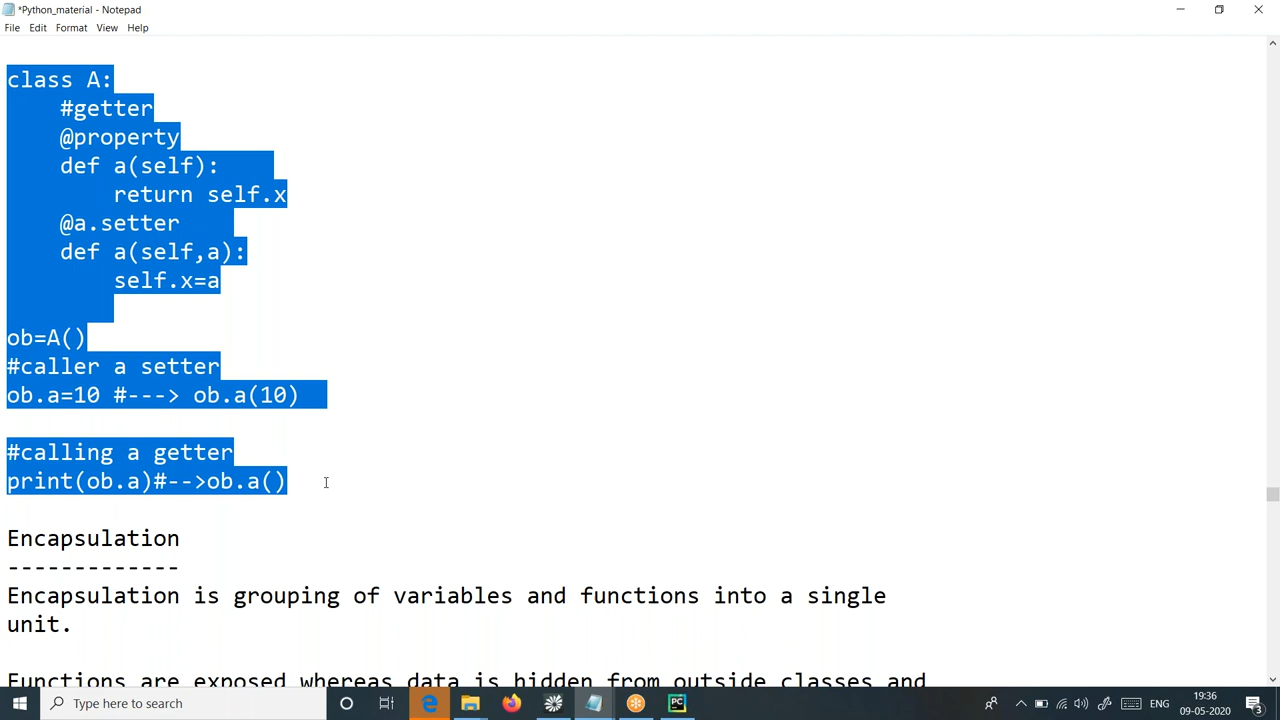 *Python_material - Notepad
File Edit Format View Help
class A:
    #getter
    @property
    def a(self):
        return self.x
    @a.setter
    def a(self,a):
        self.x=a
ob=A()
#caller a setter
ob.a=10 #---> ob.a(10)
#calling a getter
print(ob.a)#-->ob.a()
Encapsulation
-------------
Encapsulation is grouping of variables and functions into a single
unit.
Functions are exposed whereas data is hidden from outside classes and
Type here to search
PC
ENG
19:36
09-05-2020
3